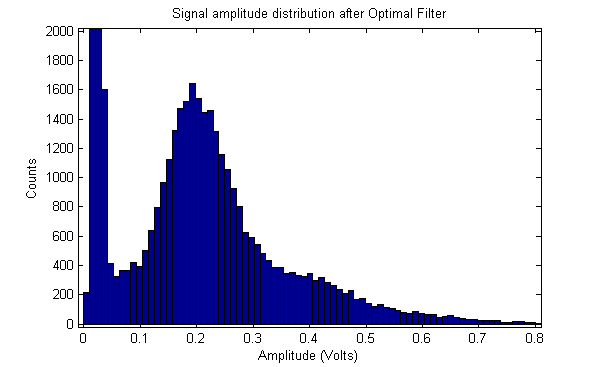 Signal amplitude distribution after Optimal Filter
2000
1800
1600
1400
1200
1000
800
600
400
200
0
Counts
0 0.1 0.2 0.3 0.4 0.5 0.6 0.7 0.8
Amplitude (Volts)